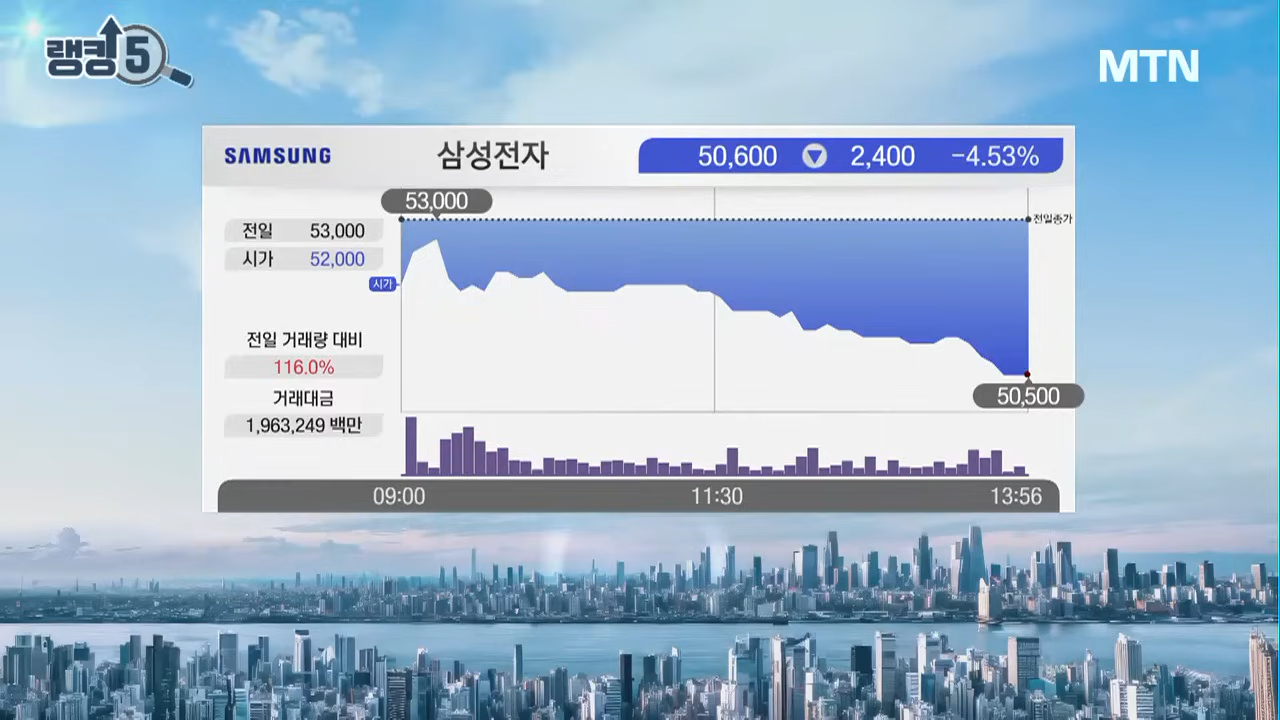 랭킹5
MTN
SAMSUNG
삼성전자
50,600 ▼ 2,400 -4.53%
53,000
전일종가
전일 53,000
시가 52,000
시가
전일 거래량 대비
116.0%
거래대금
1,963,249 백만
50,500
09:00 11:30 13:56